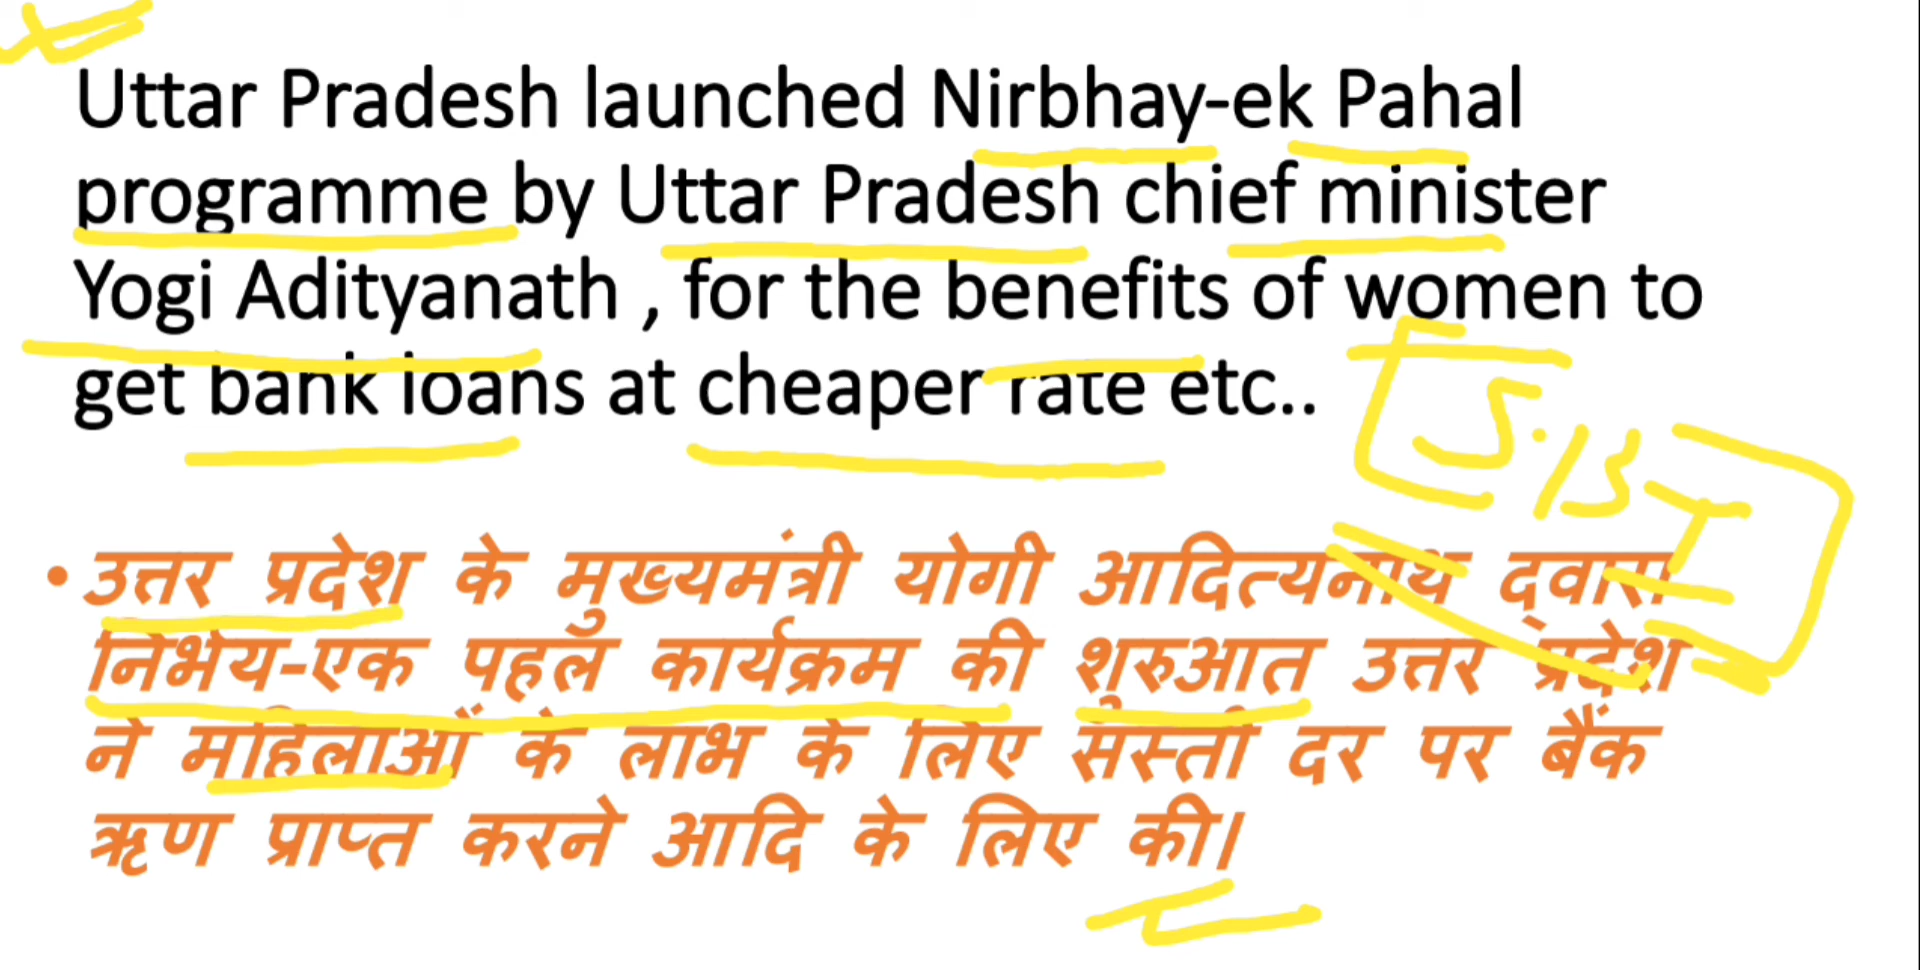 Uttar Pradesh launched Nirbhay-ek Pahal
programme by Uttar Pradesh chief minister
Yogi Adityanath , for the benefits of women to
get bank loans at cheaper rate etc..
• उत्तर प्रदेश के मुख्यमंत्री योगी आदित्यनाथ द्वारा
निर्भय-एक पहल कार्यक्रम की शुरुआत उत्तर प्रदेश
ने महिलाओं के लाभ के लिए सस्ती दर पर बैंक
ऋण प्राप्त करने आदि के लिए की।